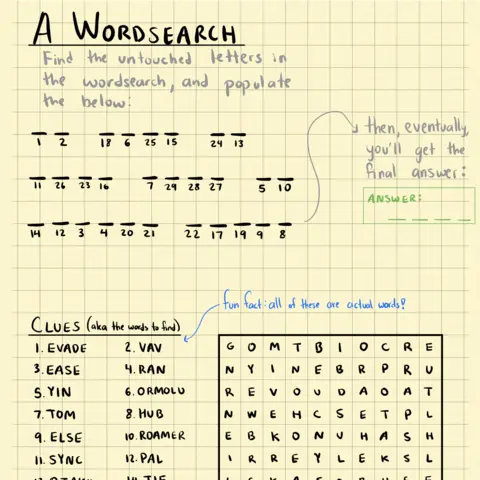 A WORDSEARCH
Find the untouched letters in
the wordsearch, and populate
the below:
1 2 18 6 25 15 24 13
11 26 23 16 7 29 28 27 5 10
14 12 3 4 20 21 22 17 19 9 8
then, eventually,
you'll get the
final answer:
ANSWER:
fun fact: all of these are actual words!
CLUES (aka the words to find)
1. EVADE 2. VAV
3. EASE 4. RAN
5. YIN 6. ORMOLU
7. TOM 8. HUB
9. ELSE 10. ROAMER
11. SYNC 12. PAL
G O M T B I O C R E
N Y I N E B R P R U
R E V O U D A O A T
N W E H C S E T P L
E B K O N U H A S H
I R R E Y L E K S L